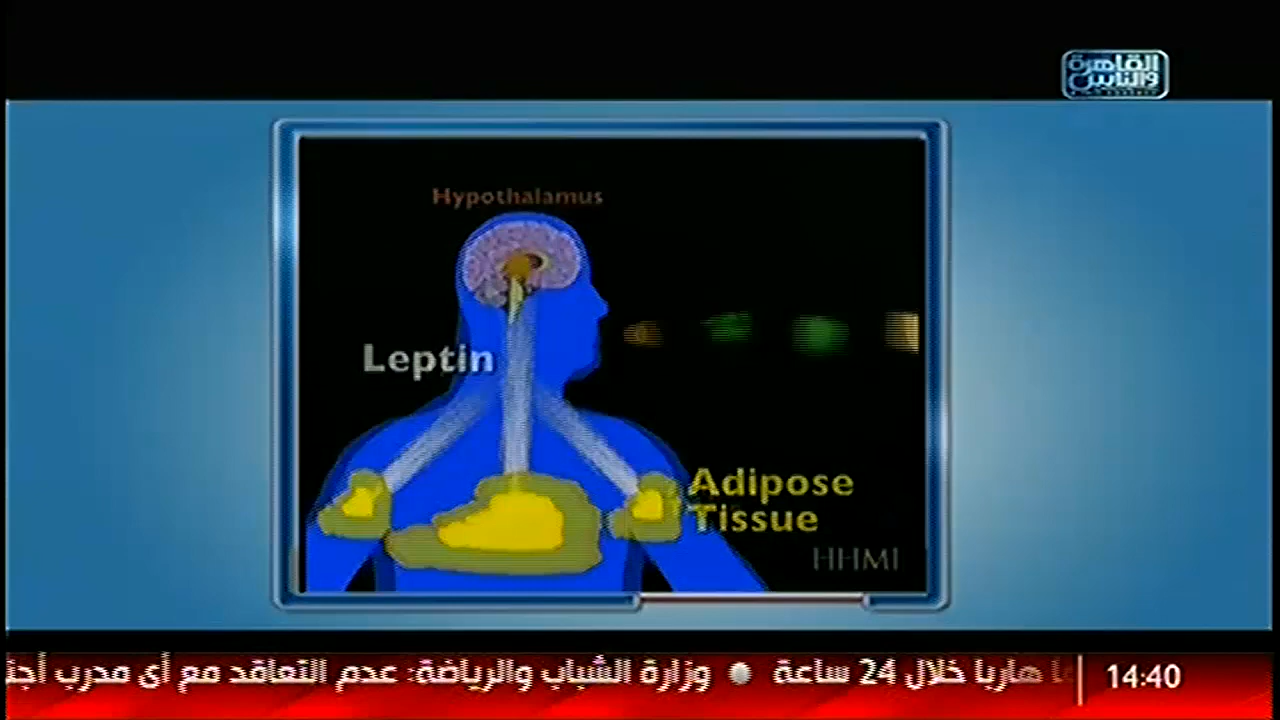 القاهرة
والناس
Hypothalamus
Leptin
Adipose
Tissue
HHMI
هاربا خلال 24 ساعة ● وزارة الشباب والرياضة: عدم التعاقد مع أى مدرب
14:40